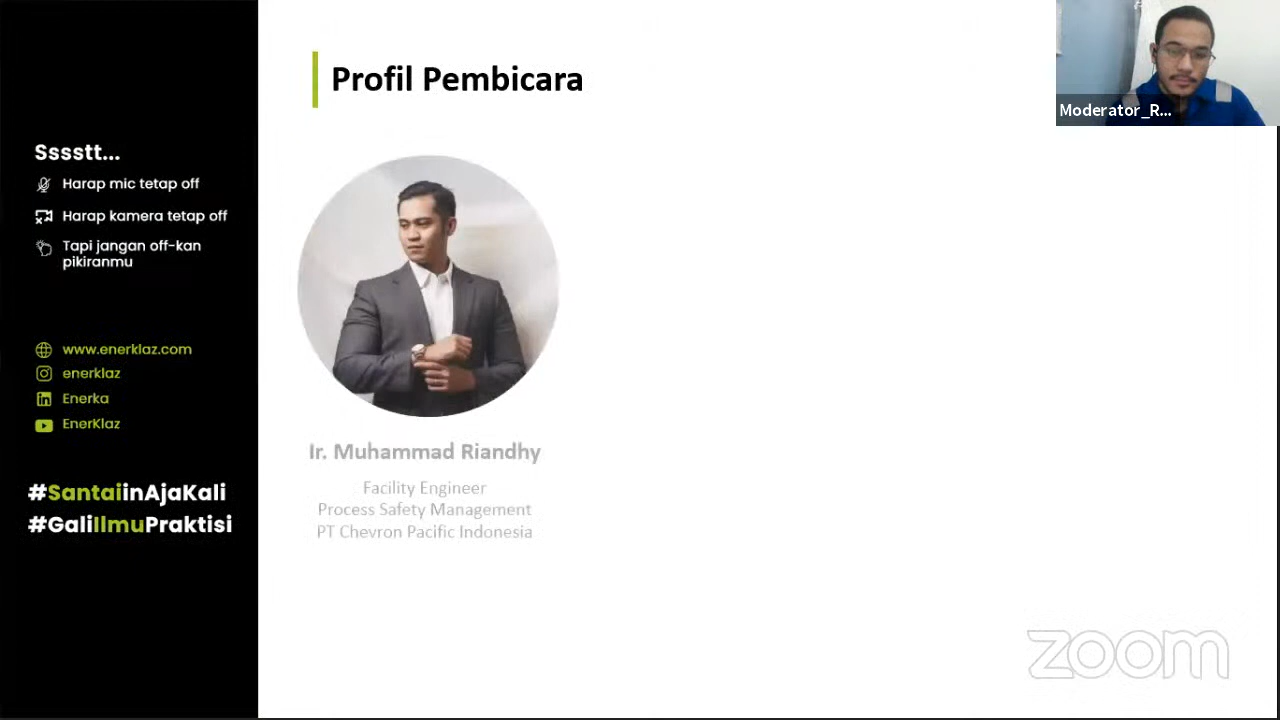 Profil Pembicara
Moderator_R...
Sssstt...
Harap mic tetap off
Harap kamera tetap off
Tapi jangan off-kan
pikiranmu
www.enerklaz.com
enerklaz
Enerka
EnerKlaz
#SantaiinAjaKali
#GaliIlmuPraktisi
Ir. Muhammad Riandhy
Facility Engineer
Process Safety Management
PT Chevron Pacific Indonesia
zoom